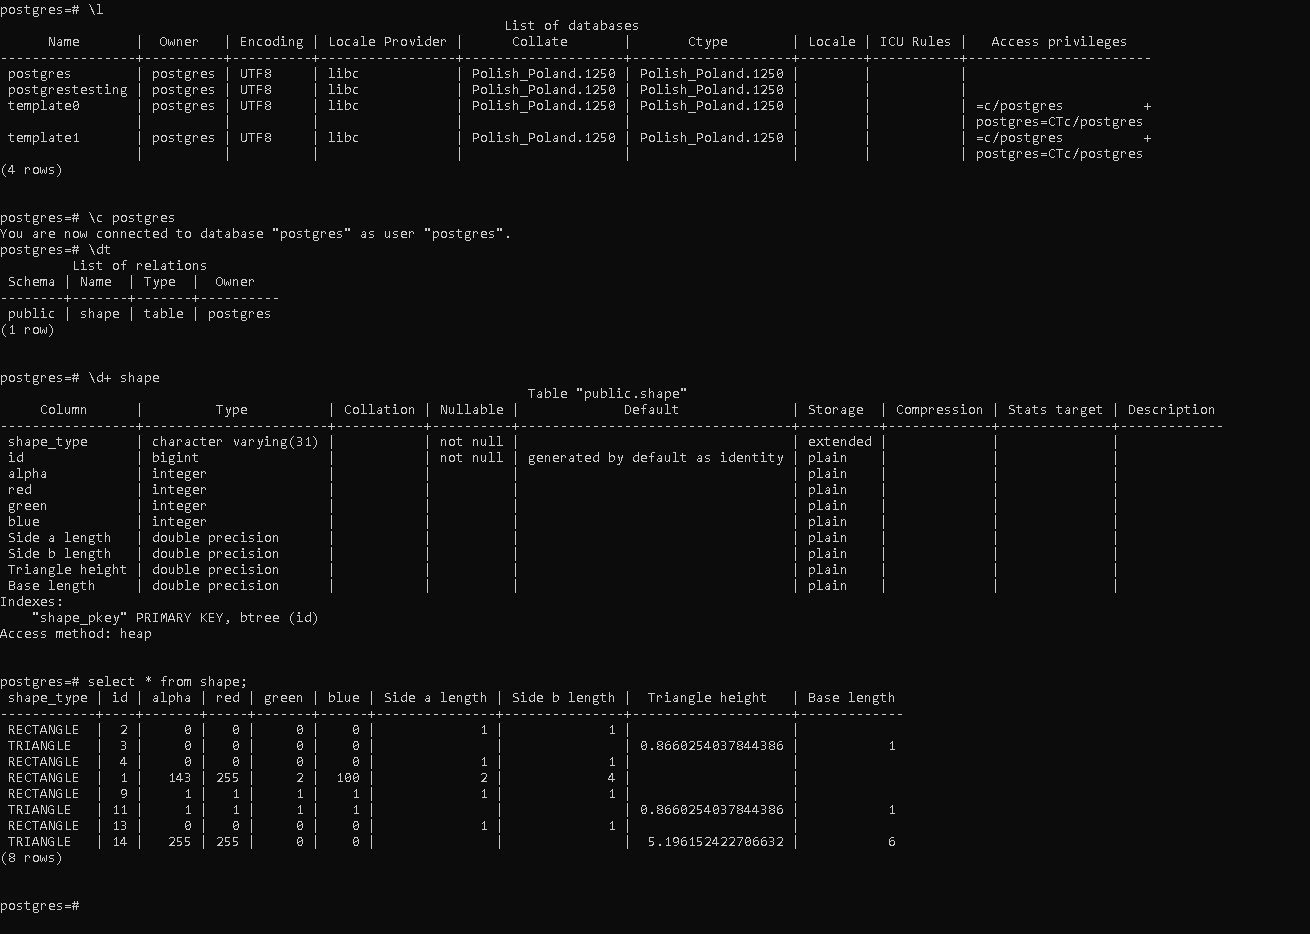 postgres=# \l
                                                               List of databases
      Name       |  Owner   | Encoding | Locale Provider |      Collate      |       Ctype       | Locale | ICU Rules |   Access privileges
-----------------+----------+----------+-----------------+-------------------+-------------------+--------+-----------+-----------------------
 postgres        | postgres | UTF8     | libc            | Polish_Poland.1250 | Polish_Poland.1250 |        |           |
 postgrestesting | postgres | UTF8     | libc            | Polish_Poland.1250 | Polish_Poland.1250 |        |           |
 template0       | postgres | UTF8     | libc            | Polish_Poland.1250 | Polish_Poland.1250 |        |           | =c/postgres          +
                 |          |          |                 |                   |                   |        |           | postgres=CTc/postgres
 template1       | postgres | UTF8     | libc            | Polish_Poland.1250 | Polish_Poland.1250 |        |           | =c/postgres          +
                 |          |          |                 |                   |                   |        |           | postgres=CTc/postgres
(4 rows)
postgres=# \c postgres
You are now connected to database "postgres" as user "postgres".
postgres=# \dt
         List of relations
 Schema | Name  | Type  |  Owner
--------+-------+-------+----------
 public | shape | table | postgres
(1 row)
postgres=# \d+ shape
                                                                  Table "public.shape"
     Column      |          Type           | Collation | Nullable |             Default              | Storage  | Compression | Stats target | Description
-----------------+-------------------------+-----------+----------+----------------------------------+----------+-------------+--------------+-------------
 shape_type      | character varying(31) |           | not null |                                  | extended |             |              |
 id              | bigint                |           | not null | generated by default as identity | plain    |             |              |
 alpha           | integer               |           |          |                                  | plain    |             |              |
 red             | integer               |           |          |                                  | plain    |             |              |
 green           | integer               |           |          |                                  | plain    |             |              |
 blue            | integer               |           |          |                                  | plain    |             |              |
 Side a length   | double precision      |           |          |                                  | plain    |             |              |
 Side b length   | double precision      |           |          |                                  | plain    |             |              |
 Triangle height | double precision      |           |          |                                  | plain    |             |              |
 Base length     | double precision      |           |          |                                  | plain    |             |              |
Indexes:
    "shape_pkey" PRIMARY KEY, btree (id)
Access method: heap
postgres=# select * from shape;
 shape_type | id | alpha | red | green | blue | Side a length | Side b length |  Triangle height   | Base length
------------+----+-------+-----+-------+------+---------------+---------------+--------------------+-------------
 RECTANGLE  |  2 |     0 |   0 |     0 |    0 |             1 |             1 |                    |
 TRIANGLE   |  3 |     0 |   0 |     0 |    0 |               |               | 0.8660254037844386 |           1
 RECTANGLE  |  4 |     0 |   0 |     0 |    0 |             1 |             1 |                    |
 RECTANGLE  |  1 |   143 | 255 |     2 |  100 |             2 |             4 |                    |
 RECTANGLE  |  9 |     1 |   1 |     1 |    1 |             1 |             1 |                    |
 TRIANGLE   | 11 |     1 |   1 |     1 |    1 |               |               | 0.8660254037844386 |           1
 RECTANGLE  | 13 |     0 |   0 |     0 |    0 |             1 |             1 |                    |
 TRIANGLE   | 14 |   255 | 255 |     0 |    0 |               |               |  5.196152422706632 |           6
(8 rows)
postgres=#